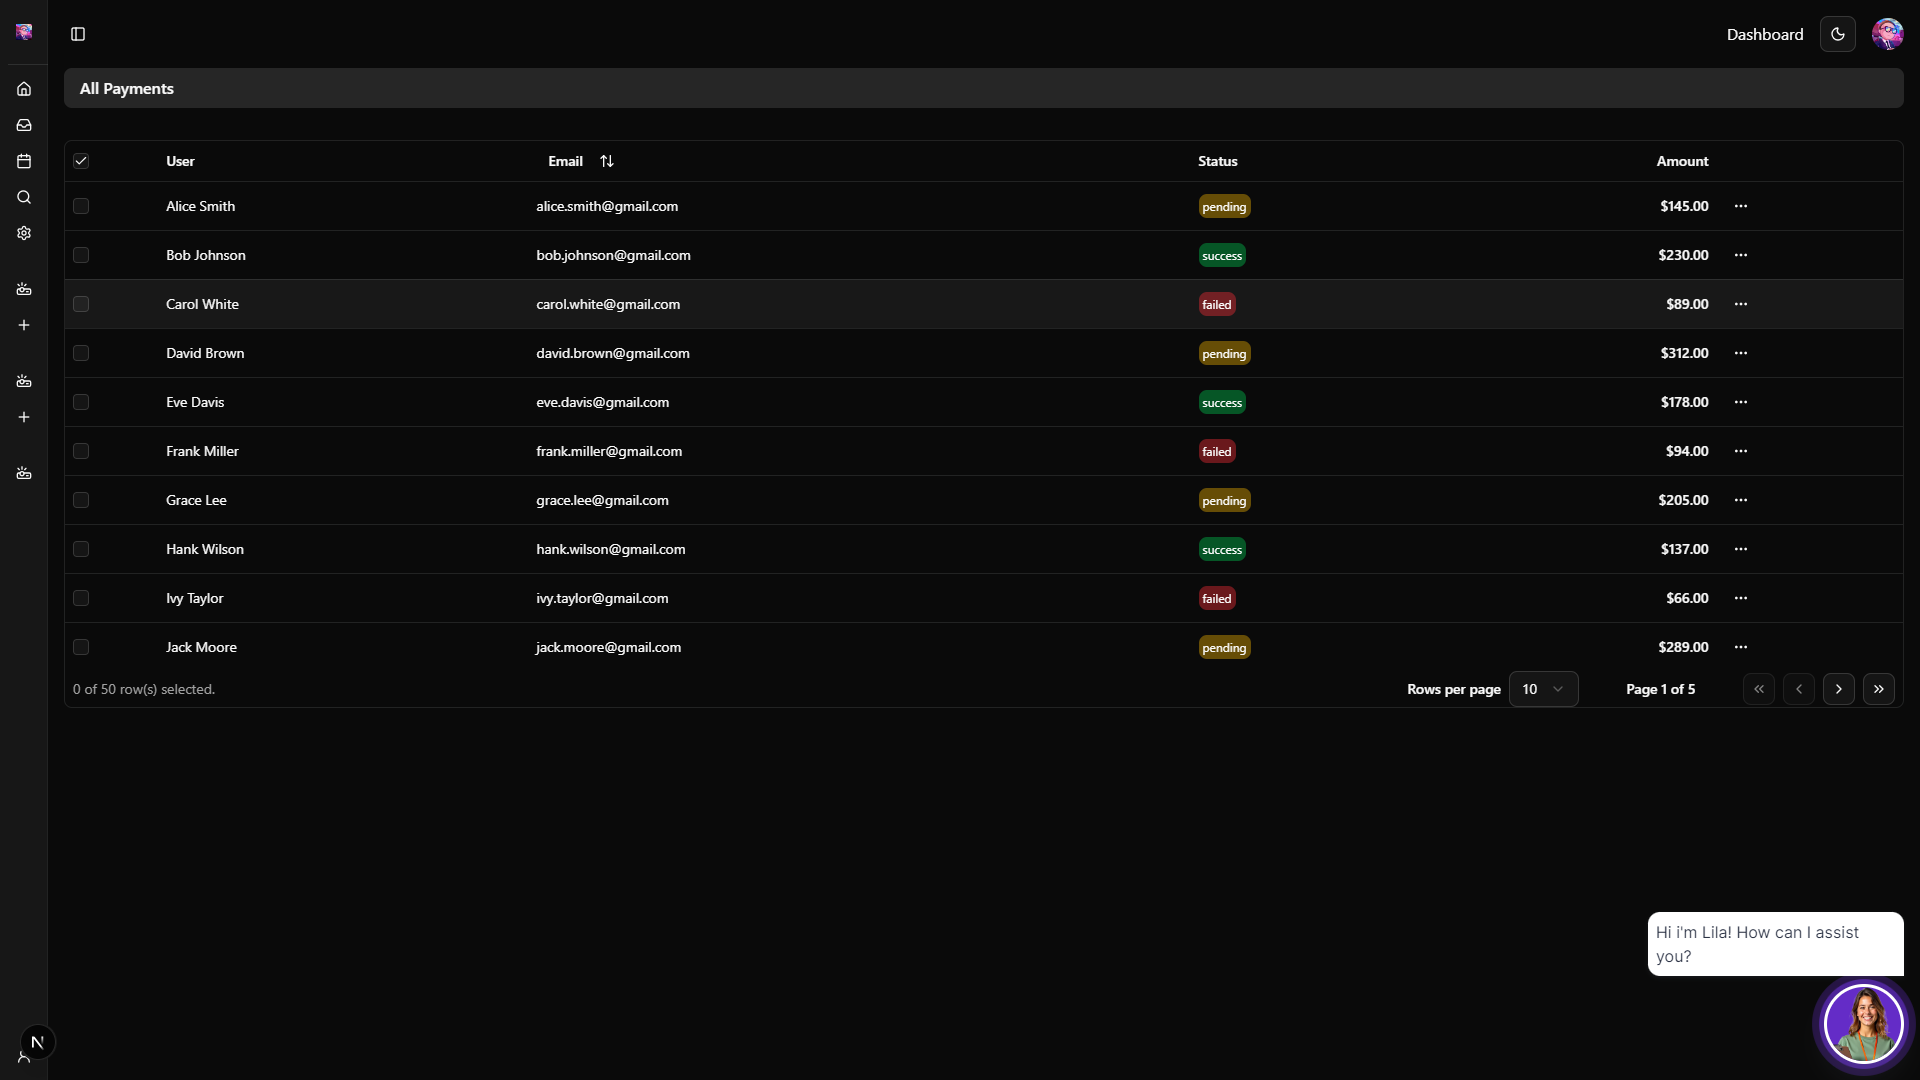 Dashboard
All Payments
User Email Status Amount
Alice Smith alice.smith@gmail.com pending $145.00
Bob Johnson bob.johnson@gmail.com success $230.00
Carol White carol.white@gmail.com failed $89.00
David Brown david.brown@gmail.com pending $312.00
Eve Davis eve.davis@gmail.com success $178.00
Frank Miller frank.miller@gmail.com failed $94.00
Grace Lee grace.lee@gmail.com pending $205.00
Hank Wilson hank.wilson@gmail.com success $137.00
Ivy Taylor ivy.taylor@gmail.com failed $66.00
Jack Moore jack.moore@gmail.com pending $289.00
0 of 50 row(s) selected. Rows per page 10 Page 1 of 5
Hi i'm Lila! How can I assist
you?
N